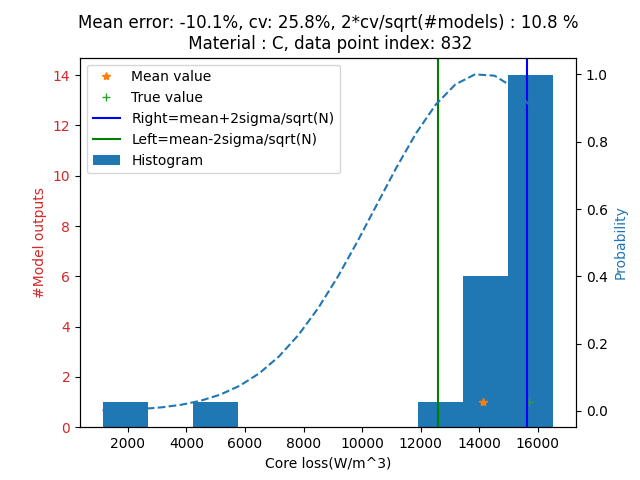 Mean error: -10.1%, cv: 25.8%, 2*cv/sqrt(#models) : 10.8 %
Material : C, data point index: 832
Mean value
True value
Right=mean+2sigma/sqrt(N)
Left=mean-2sigma/sqrt(N)
Histogram
#Model outputs
14
12
10
8
6
4
2
0
1.0
0.8
0.6
0.4
0.2
0.0
Probability
2000 4000 6000 8000 10000 12000 14000 16000
Core loss(W/m^3)